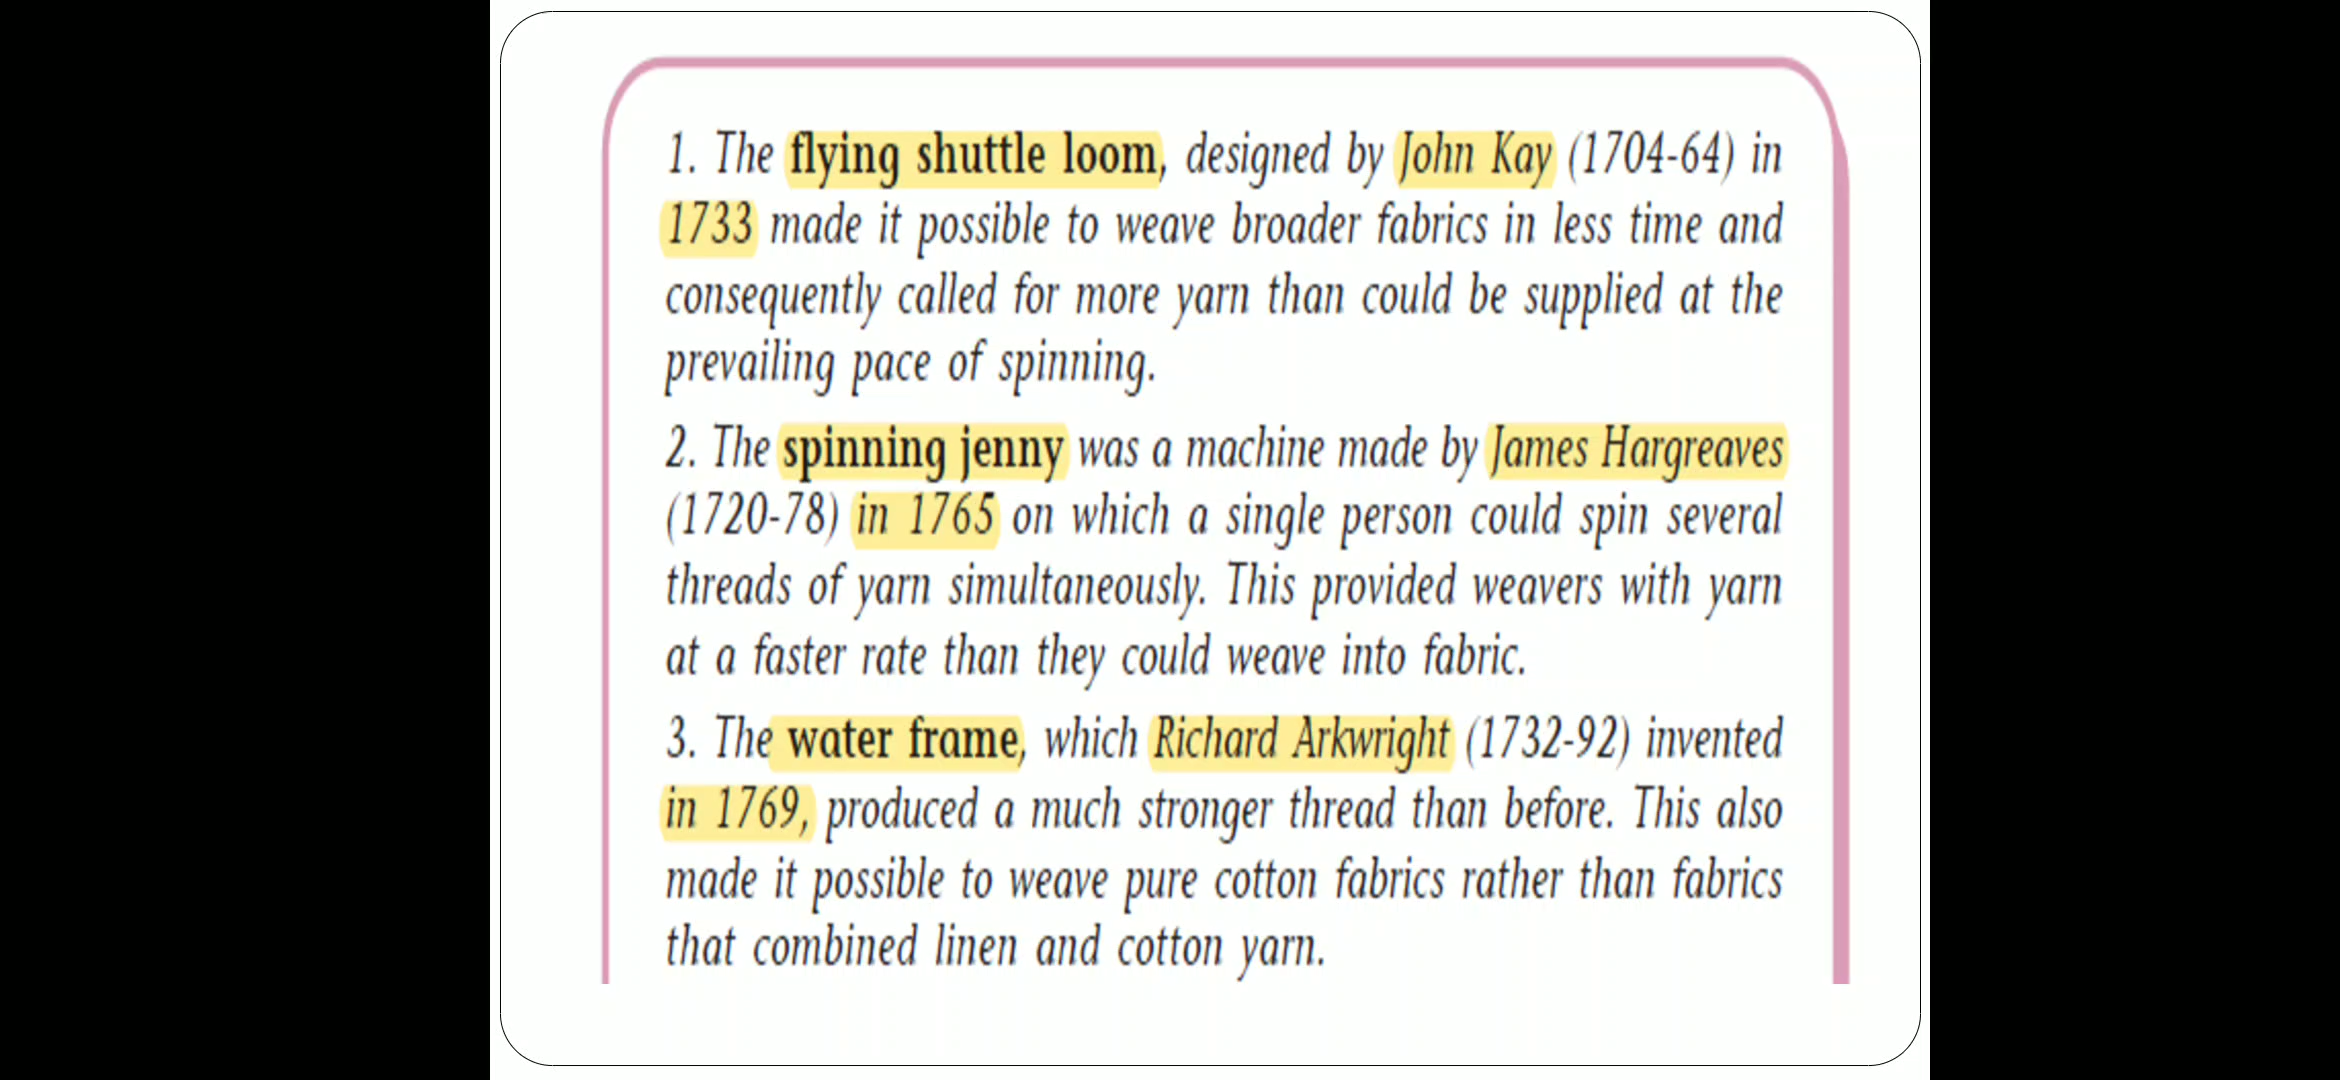 1. The flying shuttle loom, designed by John Kay (1704-64) in
1733 made it possible to weave broader fabrics in less time and
consequently called for more yarn than could be supplied at the
prevailing pace of spinning.
2. The spinning jenny was a machine made by James Hargreaves
(1720-78) in 1765 on which a single person could spin several
threads of yarn simultaneously. This provided weavers with yarn
at a faster rate than they could weave into fabric.
3. The water frame, which Richard Arkwright (1732-92) invented
in 1769, produced a much stronger thread than before. This also
made it possible to weave pure cotton fabrics rather than fabrics
that combined linen and cotton yarn.